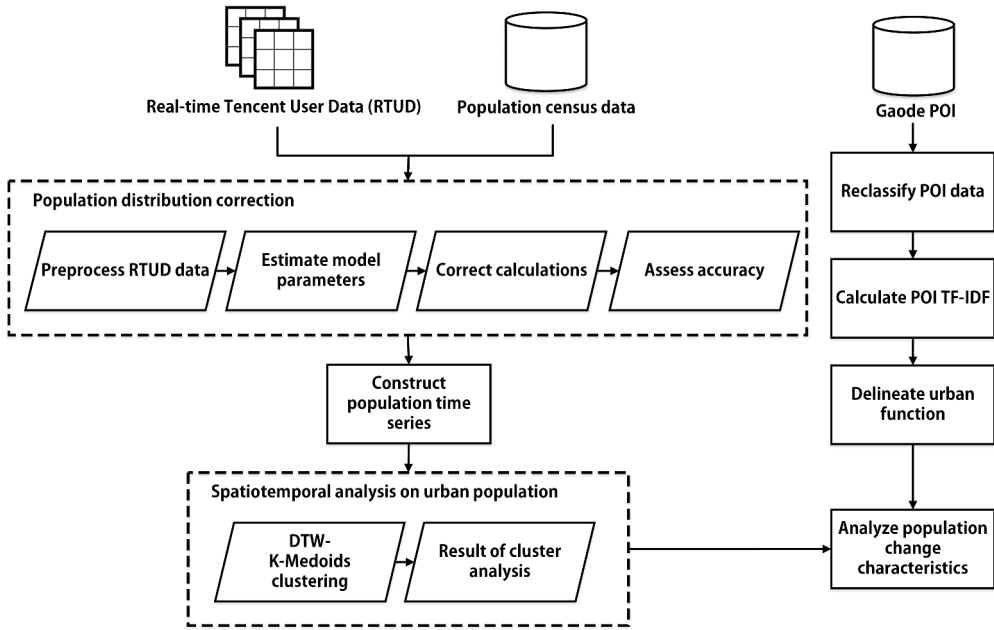 Real-time Tencent User Data (RTUD)
Population census data
Gaode POI
Population distribution correction
Preprocess RTUD data
Estimate model
parameters
Correct calculations
Assess accuracy
Construct
population time
series
Spatiotemporal analysis on urban population
DTW-
K-Medoids
clustering
Result of cluster
analysis
Reclassify POI data
Calculate POI TF-IDF
Delineate urban
function
Analyze population
change
characteristics